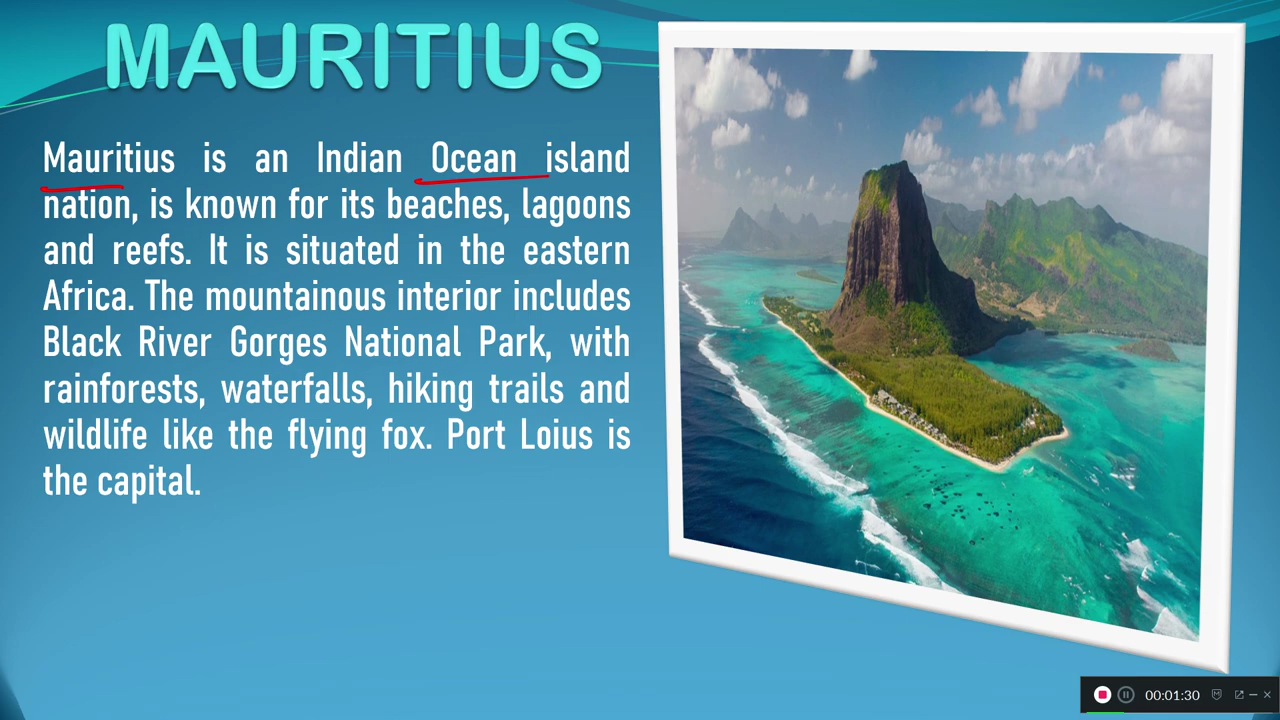 MAURITIUS
Mauritius is an Indian Ocean island
nation, is known for its beaches, lagoons
and reefs. It is situated in the eastern
Africa. The mountainous interior includes
Black River Gorges National Park, with
rainforests, waterfalls, hiking trails and
wildlife like the flying fox. Port Loius is
the capital.
00:01:30